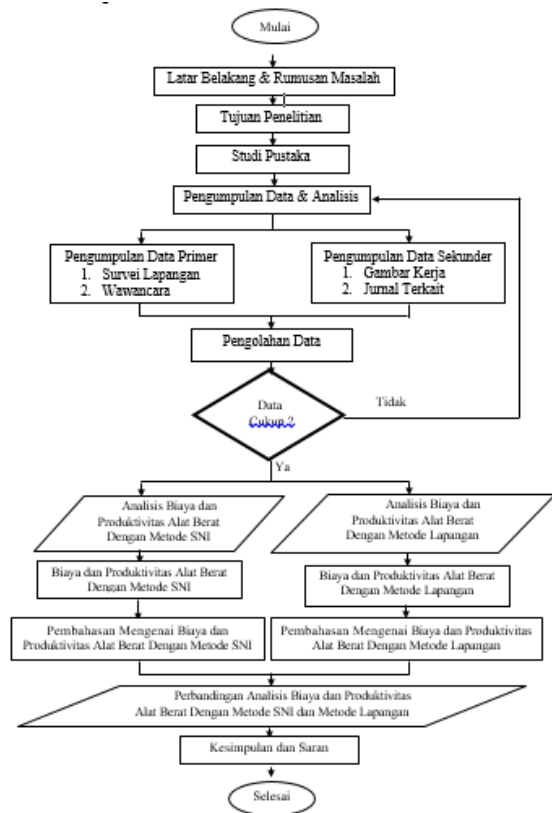 Mulai
Latar Belakang & Rumusan Masalah
Tujuan Penelitian
Studi Pustaka
Pengumpulan Data & Analisis
Pengumpulan Data Primer
1. Survei Lapangan
2. Wawancara
Pengumpulan Data Sekunder
1. Gambar Kerja
2. Jurnal Terkait
Pengolahan Data
Data
Cukup ?
Tidak
Ya
Analisis Biaya dan
Produktivitas Alat Berat
Dengan Metode SNI
Analisis Biaya dan
Produktivitas Alat Berat
Dengan Metode Lapangan
Biaya dan Produktivitas Alat Berat
Dengan Metode SNI
Biaya dan Produktivitas Alat Berat
Dengan Metode Lapangan
Pembahasan Mengenai Biaya dan
Produktivitas Alat Berat Dengan Metode SNI
Pembahasan Mengenai Biaya dan Produktivitas
Alat Berat Dengan Metode Lapangan
Perbandingan Analisis Biaya dan Produktivitas
Alat Berat Dengan Metode SNI dan Metode Lapangan
Kesimpulan dan Saran
Selesai